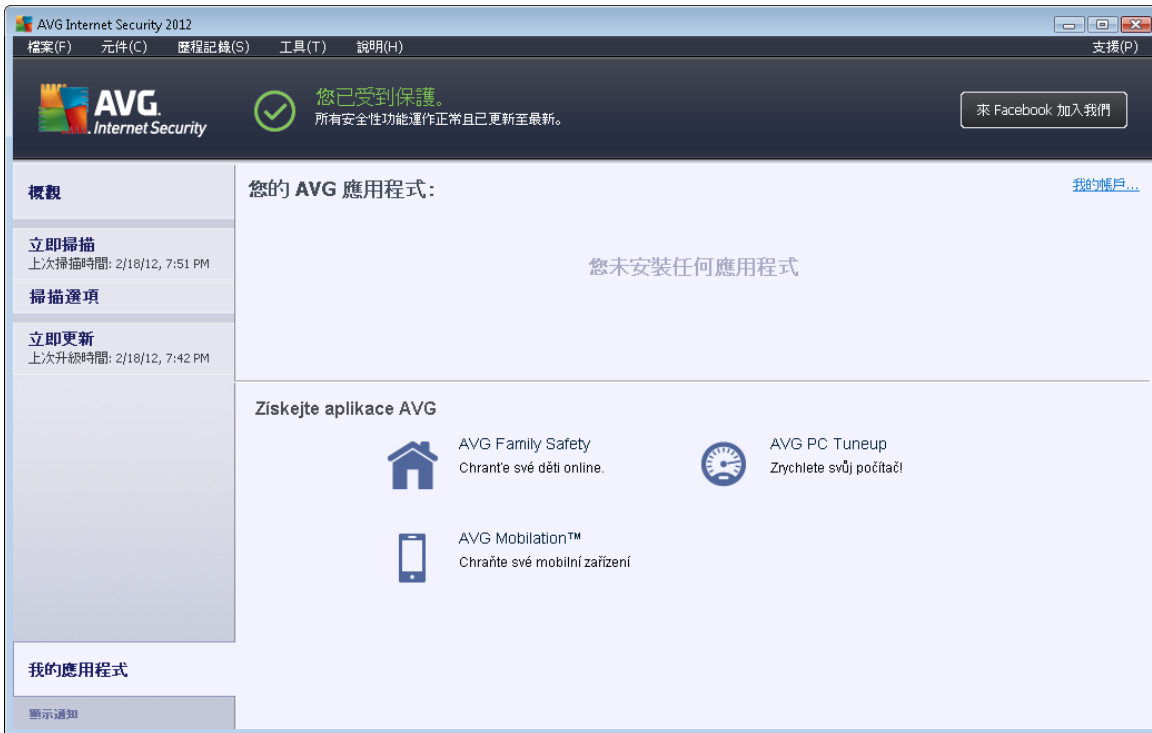 AVG Internet Security 2012
檔案(F) 元件(C) 歷程記錄(S) 工具(T) 說明(H) 支援(P)
AVG.
Internet Security
您已受到保護。
所有安全性功能運作正常且已更新至最新。
來 Facebook 加入我們
概觀
立即掃描
上次掃描時間: 2/18/12, 7:51 PM
掃描選項
立即更新
上次升級時間: 2/18/12, 7:42 PM
我的應用程式
顯示通知
您的 AVG 應用程式:
我的帳戶...
您未安裝任何應用程式
Získejte aplikace AVG
AVG Family Safety
Chranťe své děti online.
AVG PC Tuneup
Zrychlete svůj počítač!
AVG Mobilation™
Chraňte své mobilní zařízení